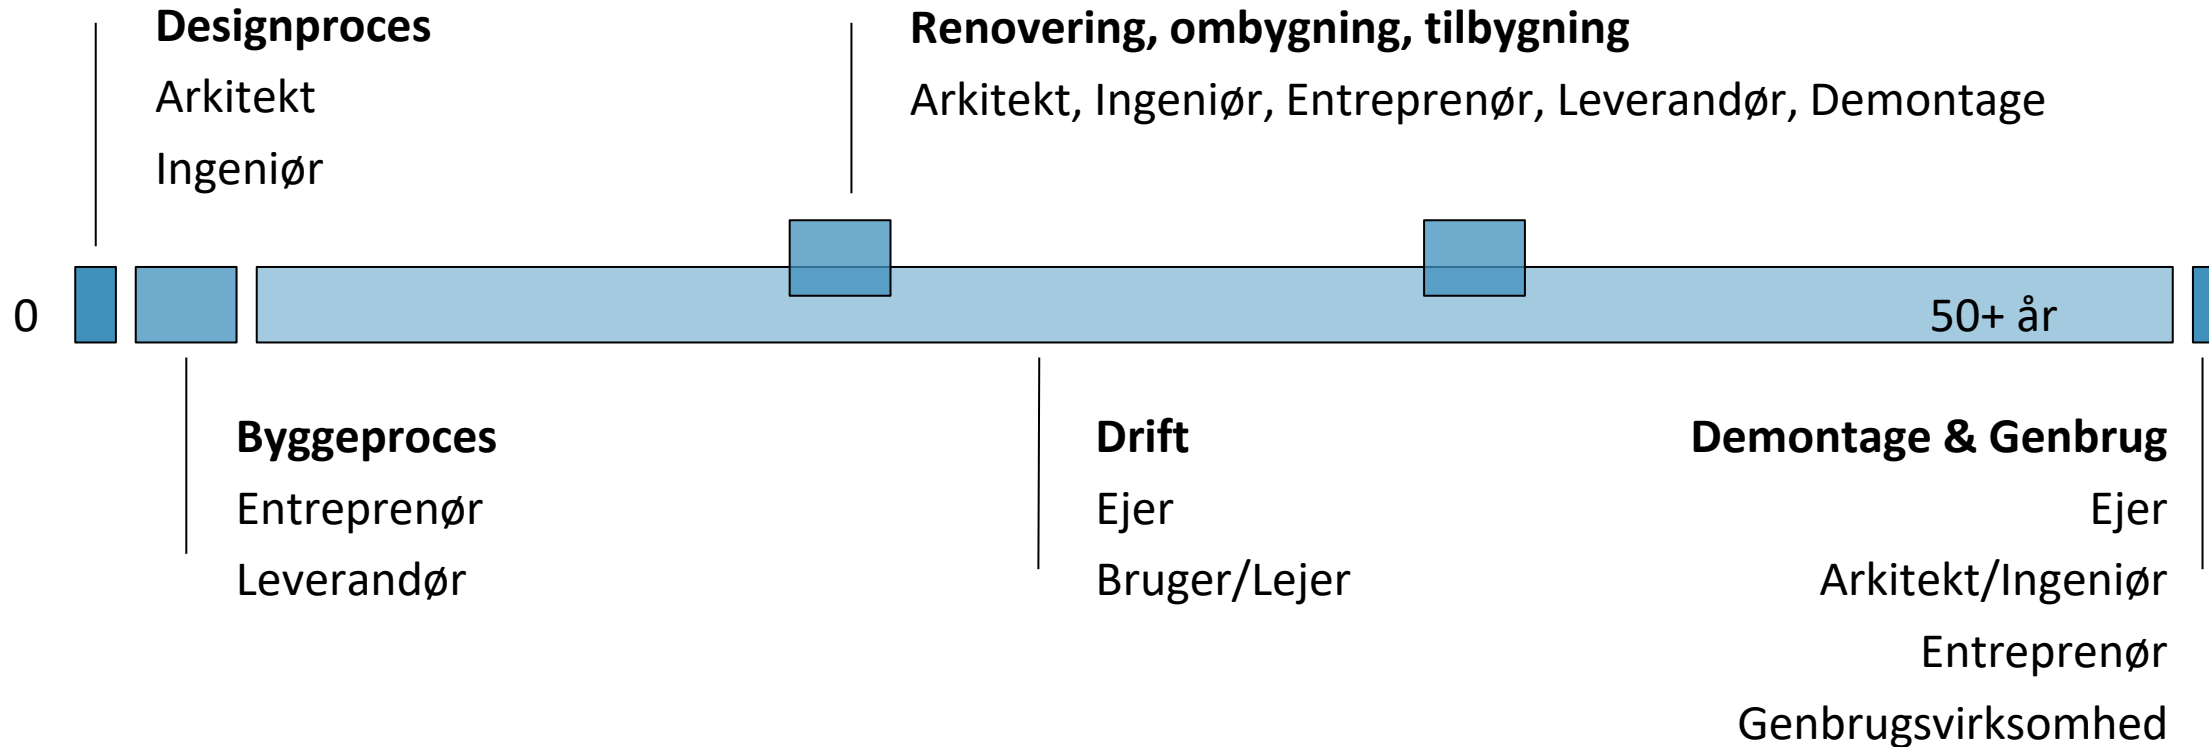 Designproces
Arkitekt
Ingeniør
Renovering, ombygning, tilbygning
Arkitekt, Ingeniør, Entreprenør, Leverandør, Demontage
0
50+ år
Byggeproces
Entreprenør
Leverandør
Drift
Ejer
Bruger/Lejer
Demontage & Genbrug
Ejer
Arkitekt/Ingeniør
Entreprenør
Genbrugsvirksomhed